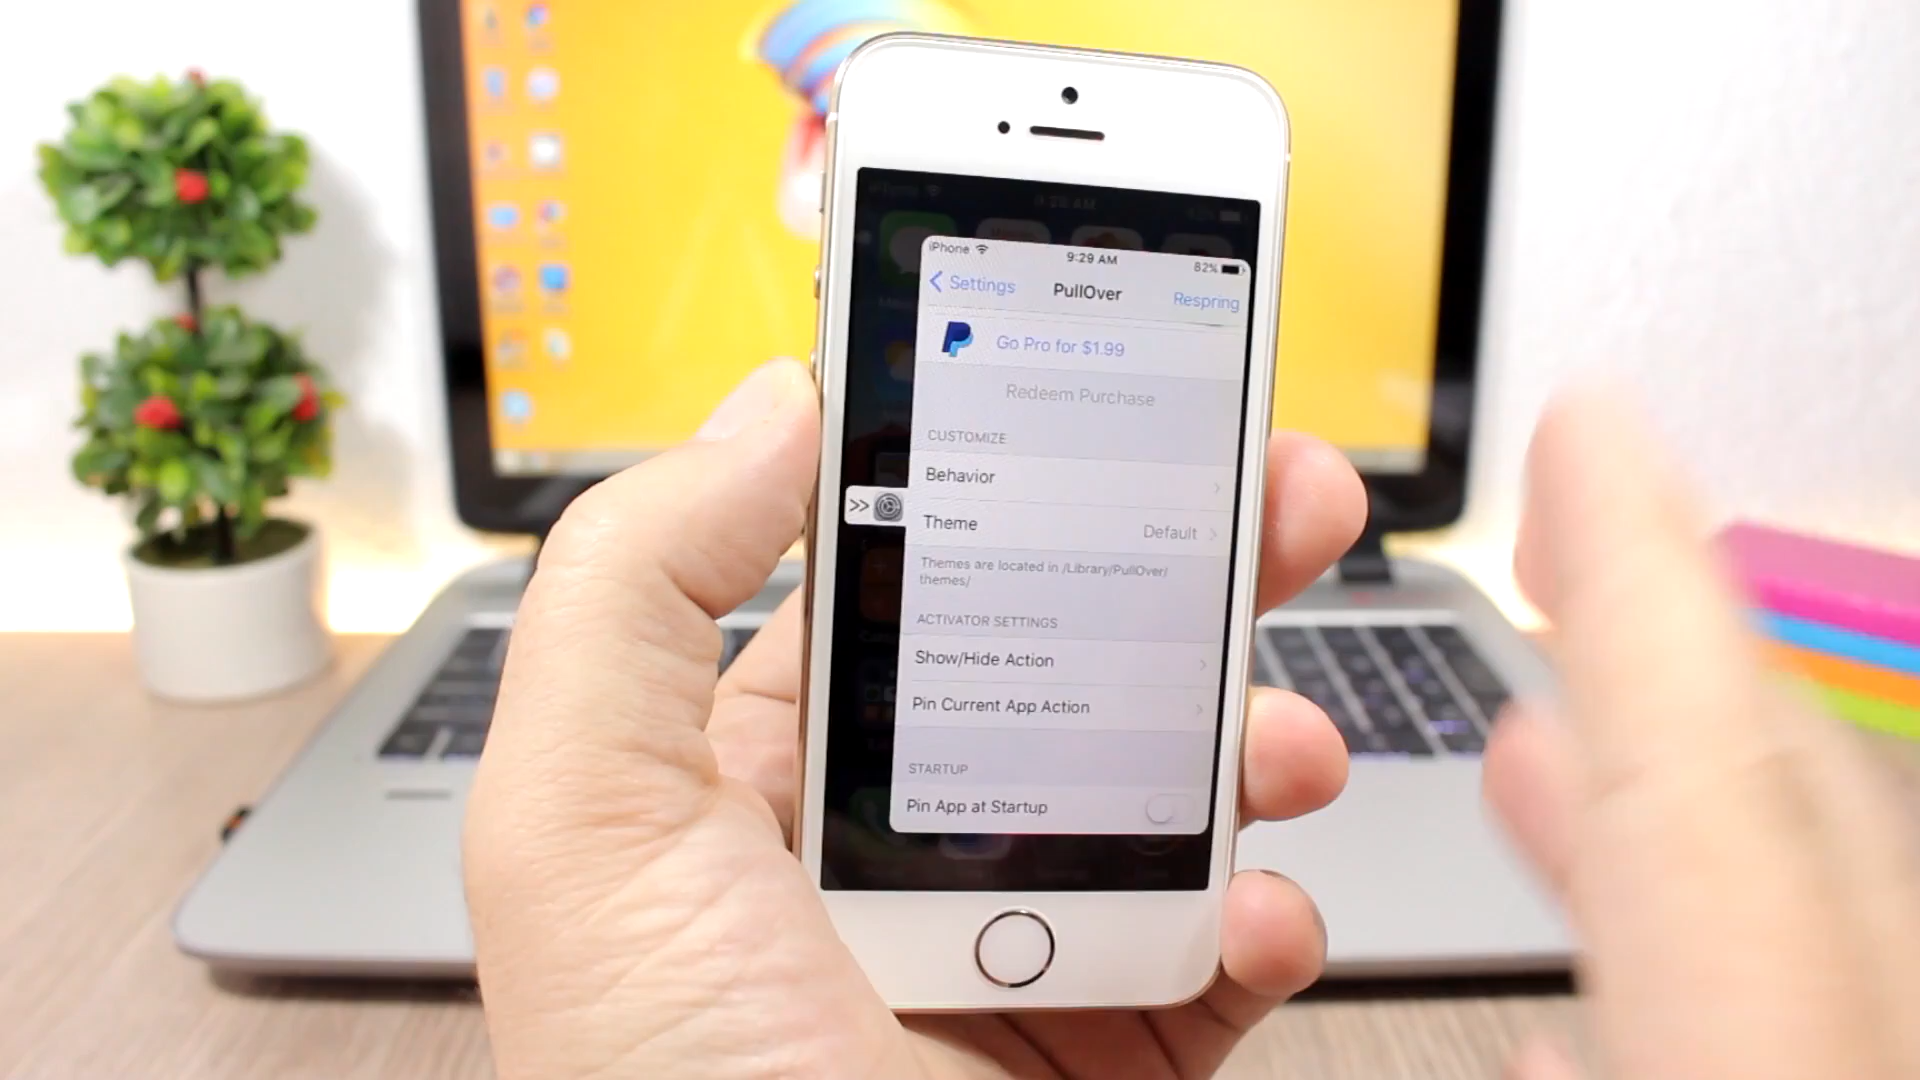 iPhone
9:29 AM
82%
Settings
PullOver
Respring
Go Pro for $1.99
Redeem Purchase
CUSTOMIZE
Behavior
Theme
Default
Themes are located in /Library/PullOver/
themes/
ACTIVATOR SETTINGS
Show/Hide Action
Pin Current App Action
STARTUP
Pin App at Startup